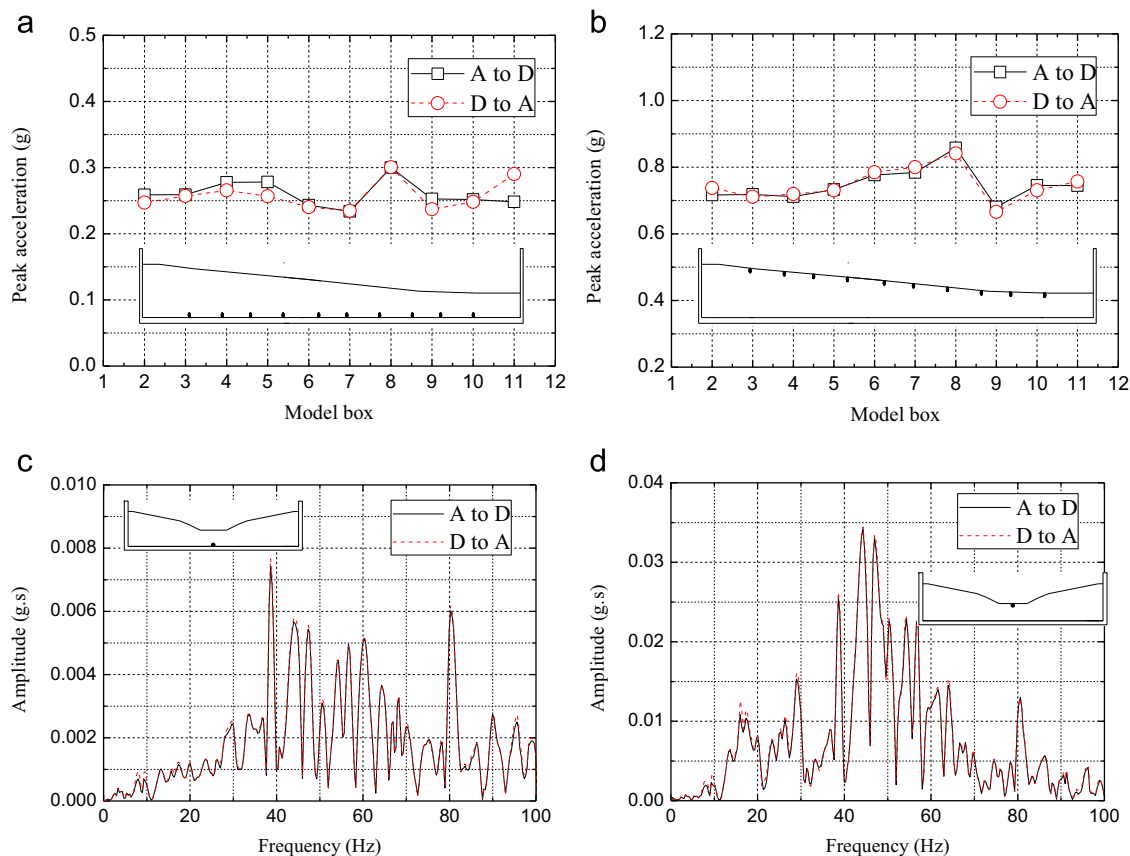 a
0.5
0.4
0.3
0.2
0.1
0.0
Peak acceleration (g)
A to D
D to A
1 2 3 4 5 6 7 8 9 10 11 12
Model box
b
1.2
1.0
0.8
0.6
0.4
0.2
Peak acceleration (g)
A to D
D to A
1 2 3 4 5 6 7 8 9 10 11 12
Model box
c
0.010
0.008
0.006
0.004
0.002
0.000
Amplitude (g.s)
A to D
D to A
0 20 40 60 80 100
Frequency (Hz)
d
0.04
0.03
0.02
0.01
0.00
Amplitude (g.s)
A to D
D to A
0 20 40 60 80 100
Frequency (Hz)